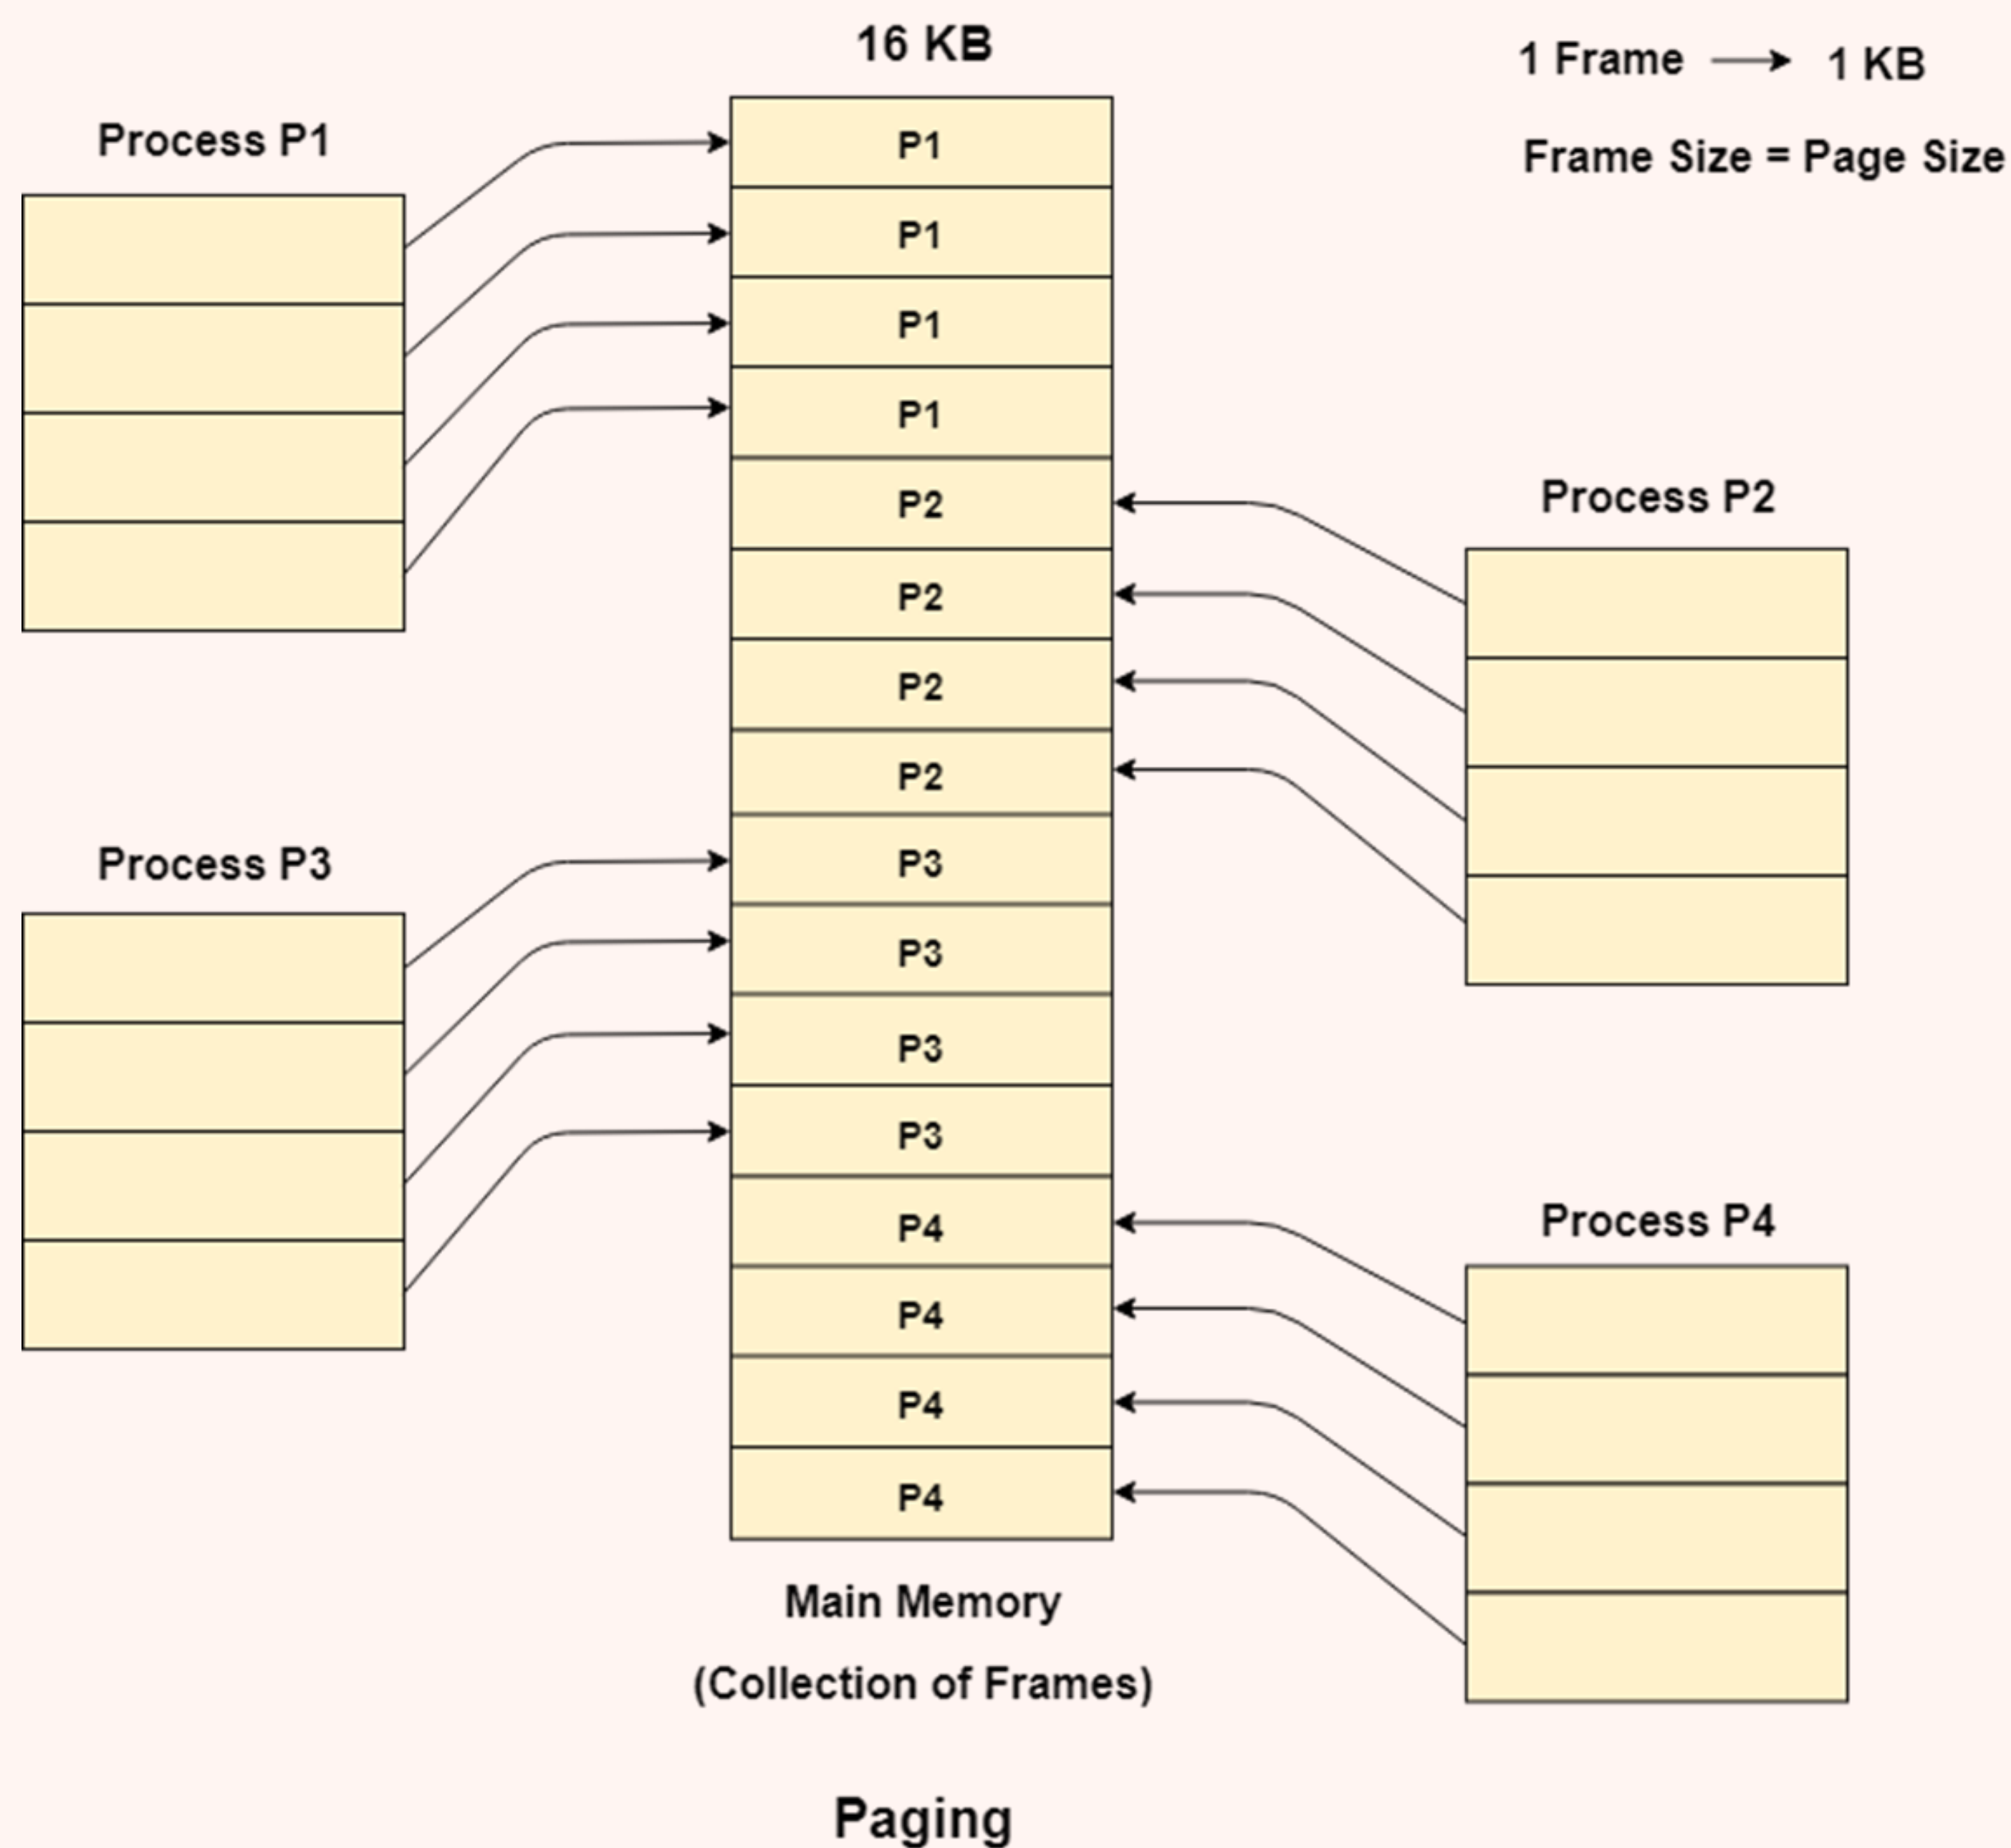 16 KB
1 Frame → 1 KB
Frame Size = Page Size
Process P1
P1
P1
P1
P1
Process P2
P2
P2
P2
P2
Process P3
P3
P3
P3
P3
Process P4
P4
P4
P4
P4
Main Memory
(Collection of Frames)
Paging